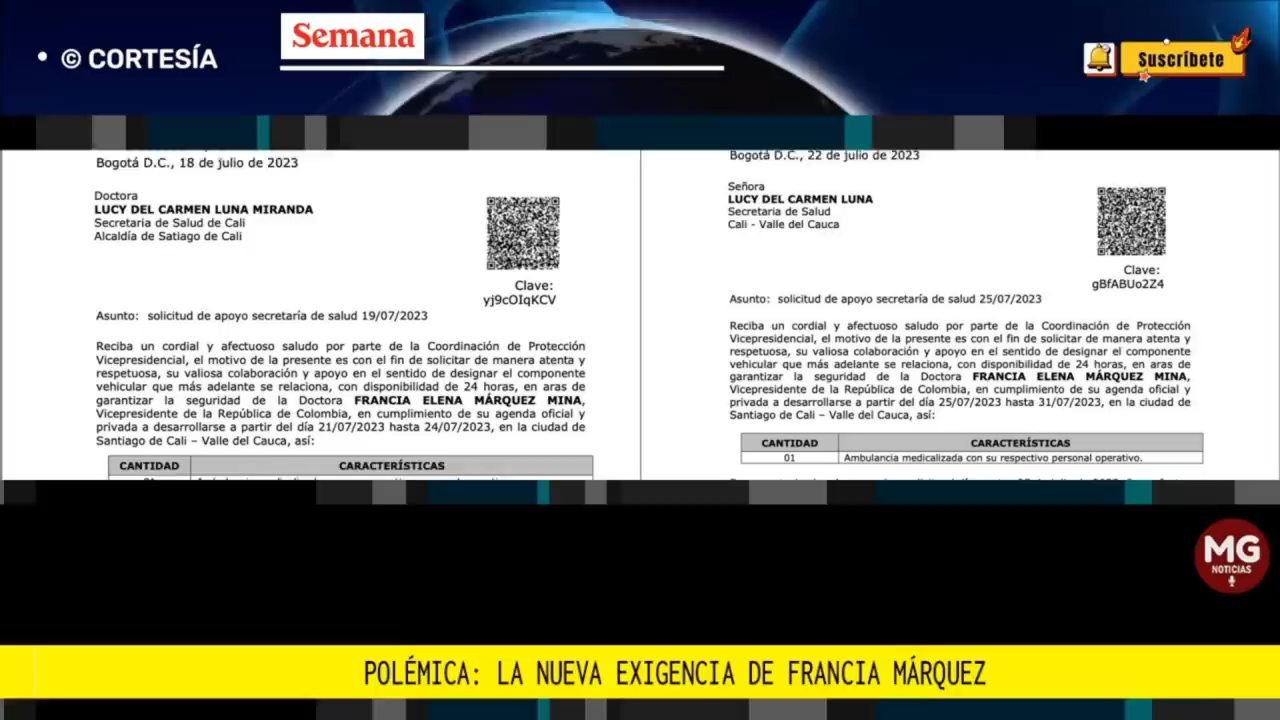 • © CORTESÍA
Semana
Suscríbete
Bogotá D.C., 18 de julio de 2023
Doctora
LUCY DEL CARMEN LUNA MIRANDA
Secretaria de Salud de Cali
Alcaldía de Satiago de Cali
Clave:
yj9cOIqKCV
Asunto: solicitud de apoyo secretaría de salud 19/07/2023
Reciba un cordial y afectuoso saludo por parte de la Coordinación de Protección
Vicepresidencial, el motivo de la presente es con el fin de solicitar de manera atenta y
respetuosa, su valiosa colaboración y apoyo en el sentido de designar el componente
vehicular que más adelante se relaciona, con disponibilidad de 24 horas, en aras de
garantizar la seguridad de la Doctora FRANCIA ELENA MÁRQUEZ MINA,
Vicepresidente de la República de Colombia, en cumplimiento de su agenda oficial y
privada a desarrollarse a partir del día 21/07/2023 hasta 24/07/2023, en la ciudad de
Santiago de Cali – Valle del Cauca, así:
CANTIDAD CARACTERÍSTICAS
Bogotá D.C., 22 de julio de 2023
Señora
LUCY DEL CARMEN LUNA
Secretaria de Salud
Cali - Valle del Cauca
Clave:
gBfABUo2Z4
Asunto: solicitud de apoyo secretaría de salud 25/07/2023
Reciba un cordial y afectuoso saludo por parte de la Coordinación de Protección
Vicepresidencial, el motivo de la presente es con el fin de solicitar de manera atenta y
respetuosa, su valiosa colaboración y apoyo en el sentido de designar el componente
vehicular que más adelante se relaciona, con disponibilidad de 24 horas, en aras de
garantizar la seguridad de la Doctora FRANCIA ELENA MÁRQUEZ MINA,
Vicepresidente de la República de Colombia, en cumplimiento de su agenda oficial y
privada a desarrollarse a partir del día 25/07/2023 hasta 31/07/2023, en la ciudad de
Santiago de Cali – Valle del Cauca, así:
CANTIDAD CARACTERÍSTICAS
01 Ambulancia medicalizada con su respectivo personal operativo.
MG
NOTICIAS
POLÉMICA: LA NUEVA EXIGENCIA DE FRANCIA MÁRQUEZ